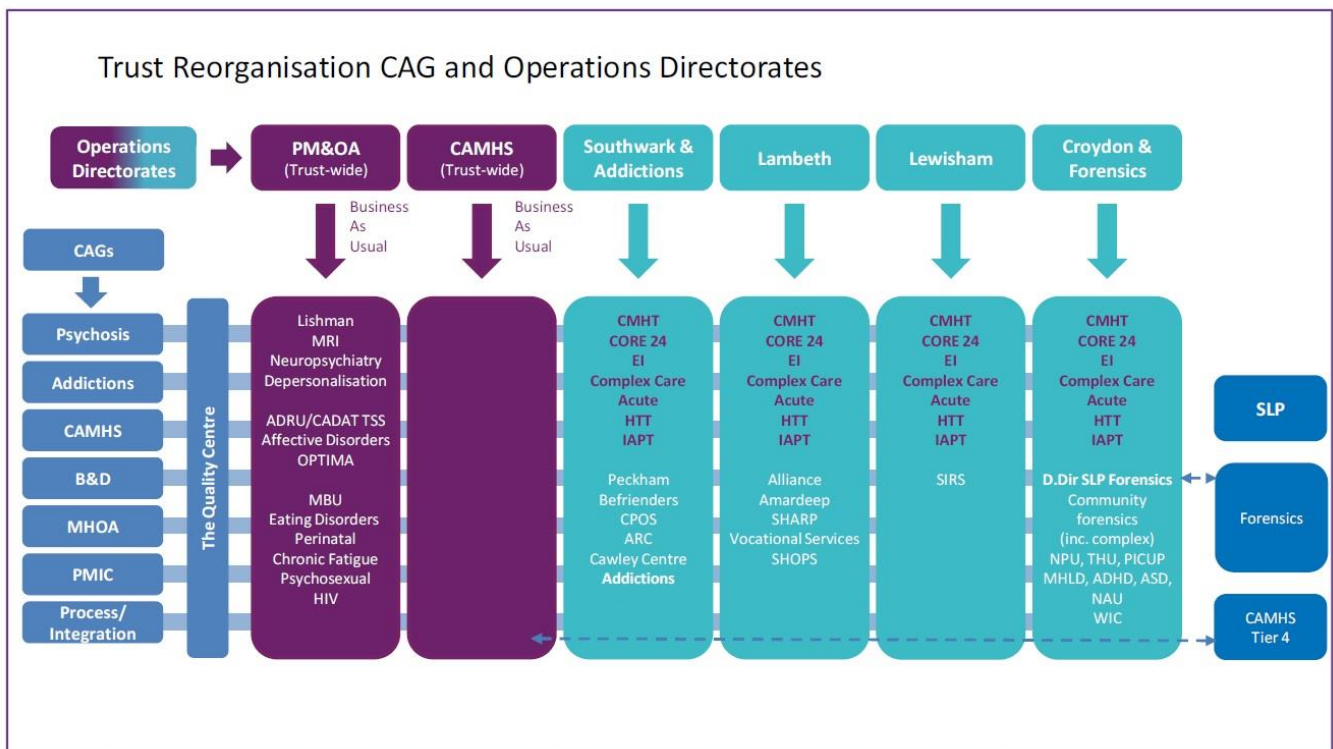 Trust Reorganisation CAG and Operations Directorates
Operations
Directorates
PM&OA
(Trust-wide)
CAMHS
(Trust-wide)
Southwark &
Addictions
Lambeth
Lewisham
Croydon &
Forensics
Business
As
Usual
Business
As
Usual
CAGs
Psychosis
Addictions
CAMHS
B&D
MHOA
PMIC
Process/
Integration
The Quality Centre
Lishman
MRI
Neuropsychiatry
Depersonalisation
ADRU/CADAT TSS
Affective Disorders
OPTIMA
MBU
Eating Disorders
Perinatal
Chronic Fatigue
Psychosexual
HIV
CMHT
CORE 24
EI
Complex Care
Acute
HTT
IAPT
Peckham
Befrienders
CPOS
ARC
Cawley Centre
Addictions
CMHT
CORE 24
EI
Complex Care
Acute
HTT
IAPT
Alliance
Amardeep
SHARP
Vocational Services
SHOPS
CMHT
CORE 24
EI
Complex Care
Acute
HTT
IAPT
SIRS
CMHT
CORE 24
EI
Complex Care
Acute
HTT
IAPT
D.Dir SLP Forensics
Community
forensics
(inc. complex)
NPU, THU, PICUP
MHLD, ADHD, ASD,
NAU
WIC
SLP
Forensics
CAMHS
Tier 4